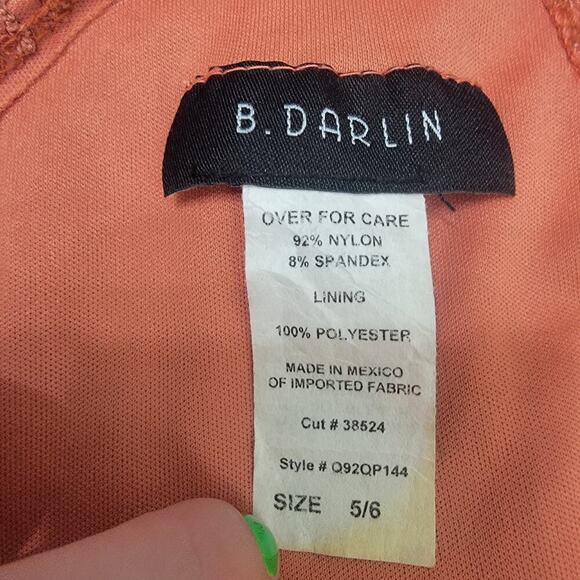 B. DARLIN
OVER FOR CARE
92% NYLON
8% SPANDEX
LINING
100% POLYESTER
MADE IN MEXICO
OF IMPORTED FABRIC
Cut # 38524
Style # Q92QP144
SIZE 5/6